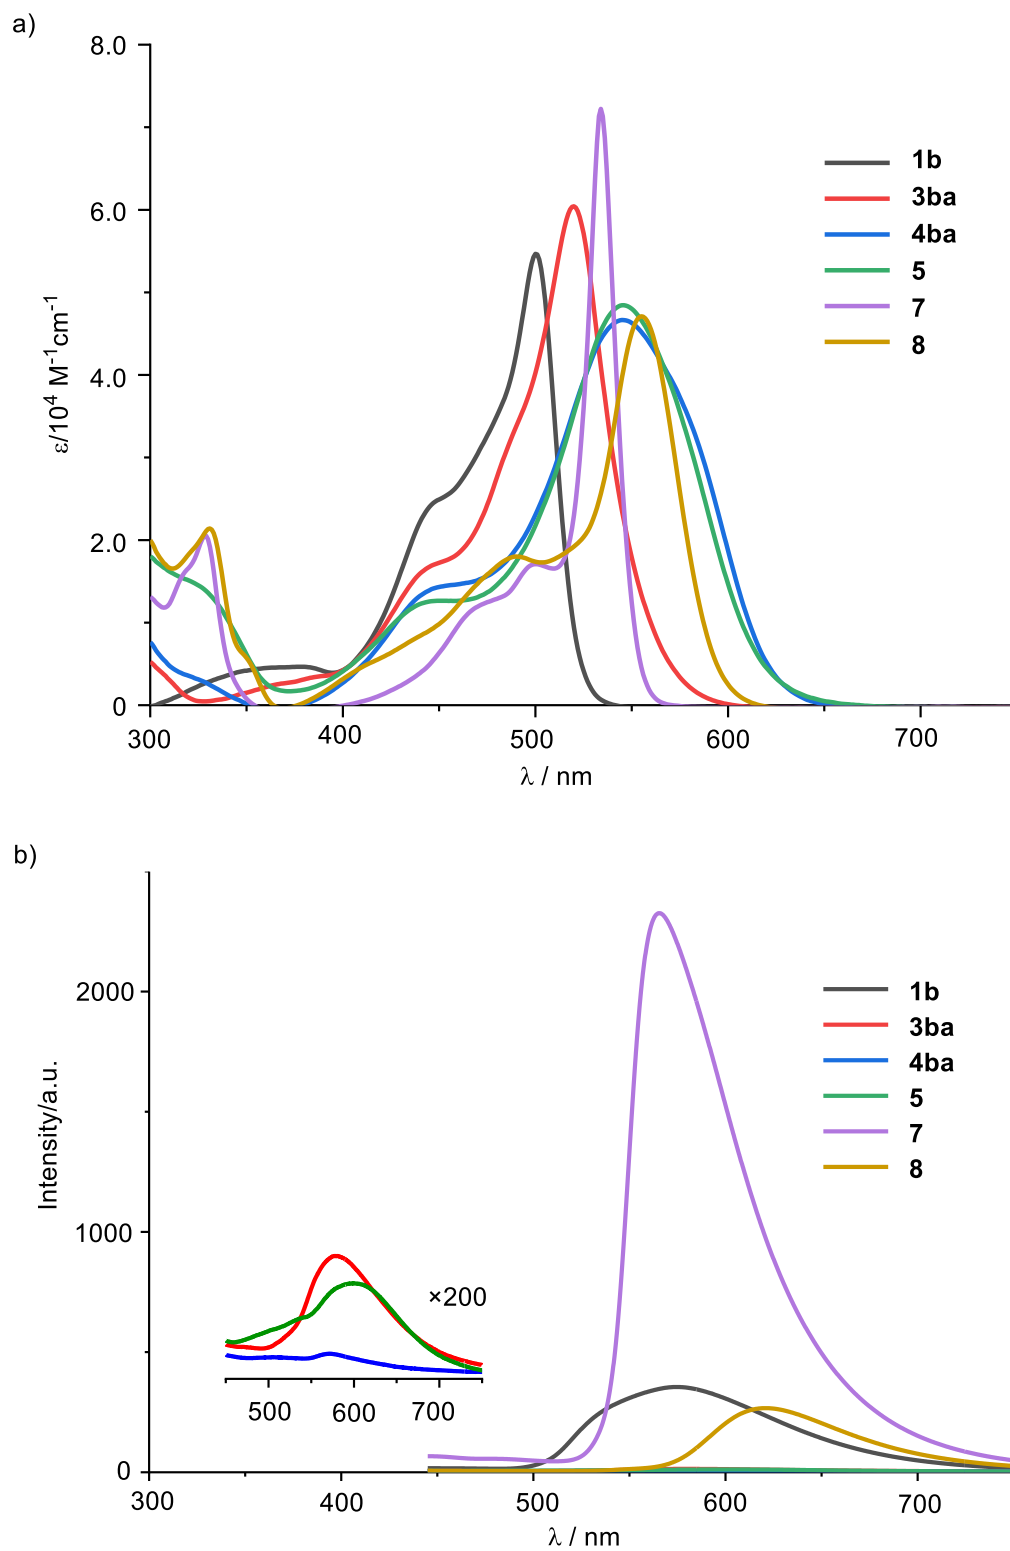 a)
8.0
6.0
4.0
2.0
0
ε/10⁴ M⁻¹cm⁻¹
300 400 500 600 700
λ / nm
1b
3ba
4ba
5
7
8
b)
2000
1000
0
Intensity/a.u.
300 400 500 600 700
λ / nm
1b
3ba
4ba
5
7
8
×200
500 600 700